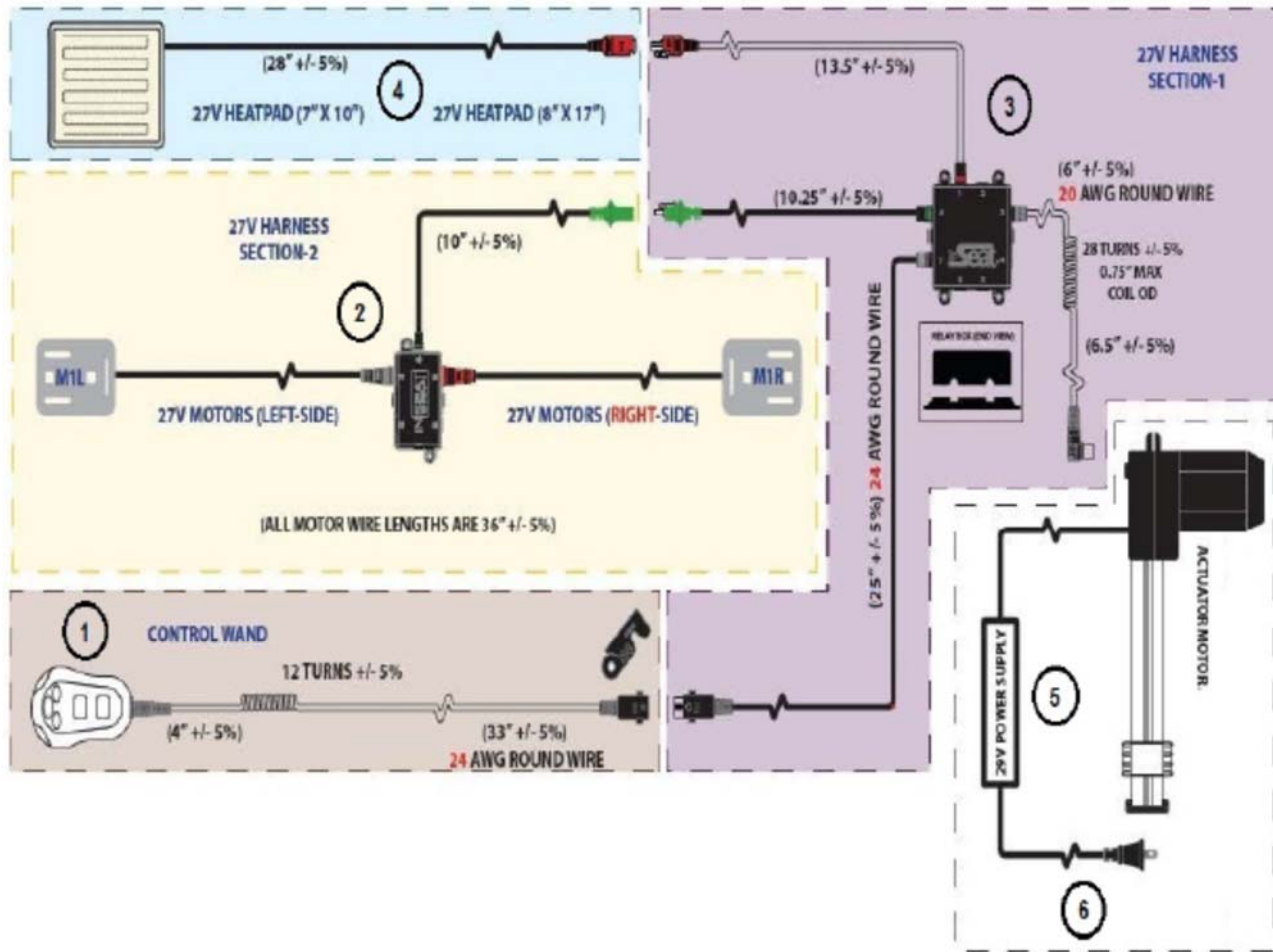 (28" +/- 5%)
4
27V HEATPAD (7" X 10")
27V HEATPAD (8" X 17")
(13.5" +/- 5%)
27V HARNESS
SECTION-1
3
(6" +/- 5%)
20 AWG ROUND WIRE
(10.25" +/- 5%)
28 TURNS +/- 5%
0.75" MAX
COIL OD
(6.5" +/- 5%)
RELAY BOX (END VIEW)
27V HARNESS
SECTION-2
(10" +/- 5%)
2
M1L
M1R
27V MOTORS (LEFT-SIDE)
27V MOTORS (RIGHT-SIDE)
(ALL MOTOR WIRE LENGTHS ARE 36" +/- 5%)
(25" +/- 5%) 24 AWG ROUND WIRE
1
CONTROL WAND
12 TURNS +/- 5%
(4" +/- 5%)
(33" +/- 5%)
24 AWG ROUND WIRE
ACTUATOR MOTOR.
29V POWER SUPPLY
5
6